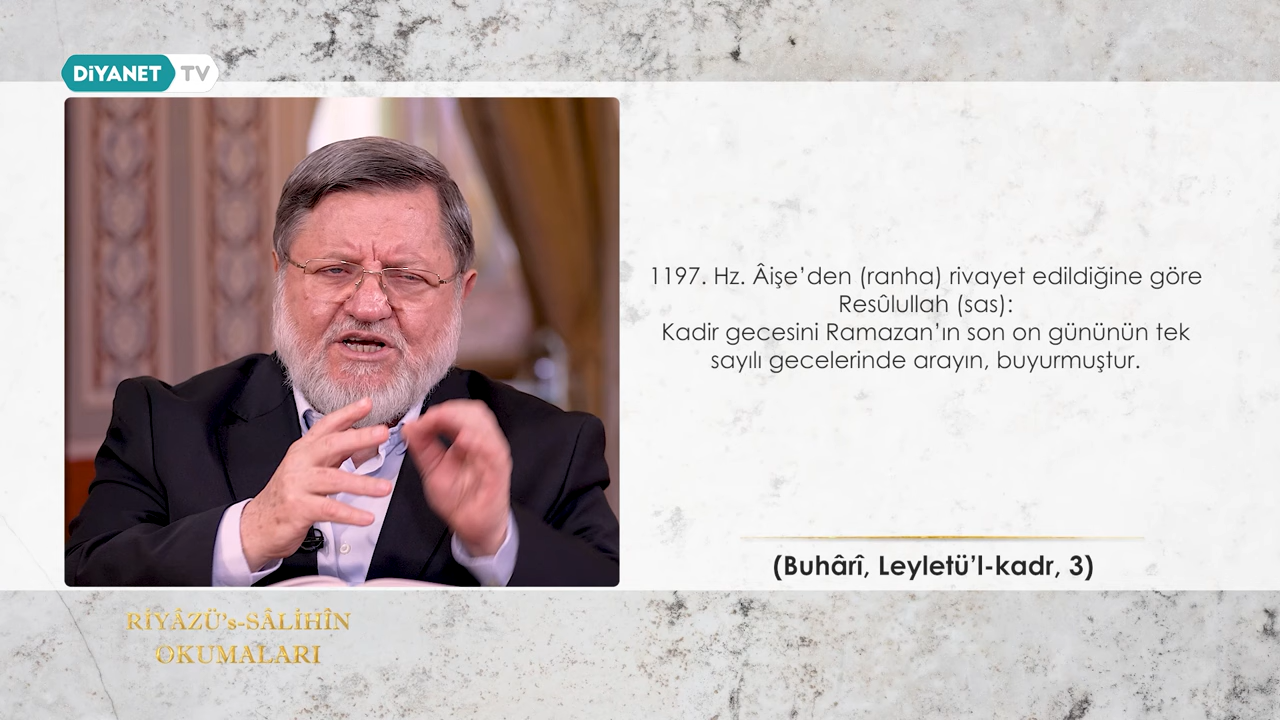 DİYANET TV
1197. Hz. Âişe’den (ranha) rivayet edildiğine göre
Resûlullah (sas):
Kadir gecesini Ramazan’ın son on gününün tek
sayılı gecelerinde arayın, buyurmuştur.
(Buhârî, Leyletü’l-kadr, 3)
RİYÂZÜ’s-SÂLİHÎN
OKUMALARI